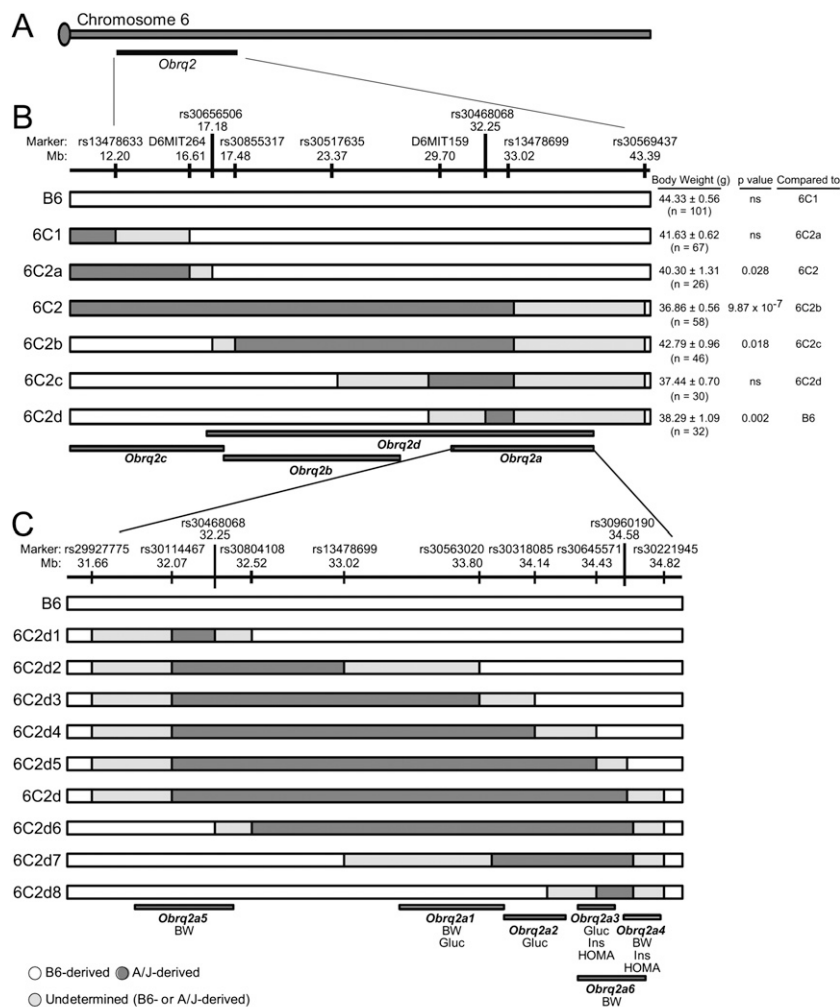 A
Chromosome 6
Obrq2
B
rs30656506 rs30468068
17.18 32.25
Marker: rs13478633 D6MIT264 rs30855317 rs30517635 D6MIT159 rs13478699 rs30569437
Mb: 12.20 16.61 17.48 23.37 29.70 33.02 43.39
Body Weight (g) p value Compared to
B6 44.33 ± 0.56 ns 6C1
(n = 101)
6C1 41.63 ± 0.62 ns 6C2a
(n = 67)
6C2a 40.30 ± 1.31 0.028 6C2
(n = 26)
6C2 36.86 ± 0.56 9.87 x 10⁻⁷ 6C2b
(n = 58)
6C2b 42.79 ± 0.96 0.018 6C2c
(n = 46)
6C2c 37.44 ± 0.70 ns 6C2d
(n = 30)
6C2d 38.29 ± 1.09 0.002 B6
(n = 32)
Obrq2d
Obrq2c Obrq2a
Obrq2b
C
rs30468068 rs30960190
32.25 34.58
Marker: rs29927775 rs30114467 rs30804108 rs13478699 rs30563020 rs30318085 rs30645571 rs30221945
Mb: 31.66 32.07 32.52 33.02 33.80 34.14 34.43 34.82
B6
6C2d1
6C2d2
6C2d3
6C2d4
6C2d5
6C2d
6C2d6
6C2d7
6C2d8
Obrq2a5 Obrq2a1 Obrq2a2 Obrq2a3 Obrq2a4
BW BW Gluc Gluc BW
Gluc Ins Ins
HOMA HOMA
Obrq2a6
BW
B6-derived A/J-derived
Undetermined (B6- or A/J-derived)